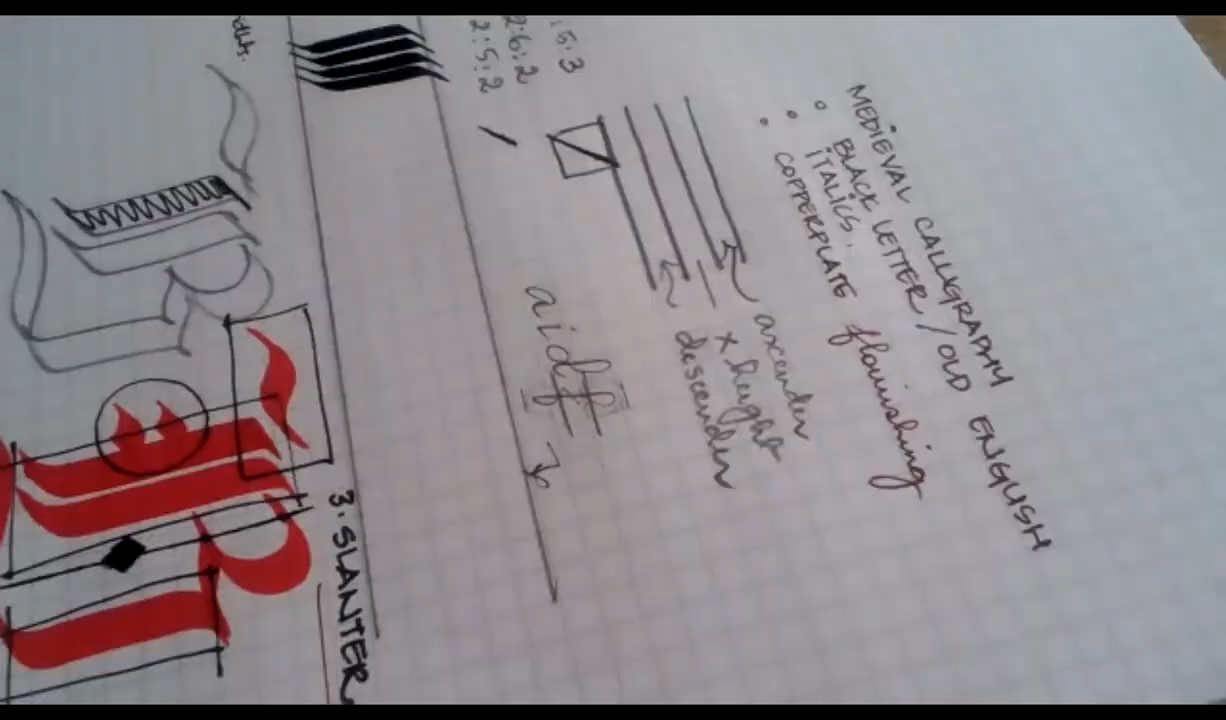 MEDIEVAL CALLIGRAPHY
• BLACK LETTER / OLD ENGLISH
• ITALICS.
• COPPERPLATE flourishing
ascender
x height
descender
:5:3
2:6:2
2:5:2
aidf
3. SLANTER